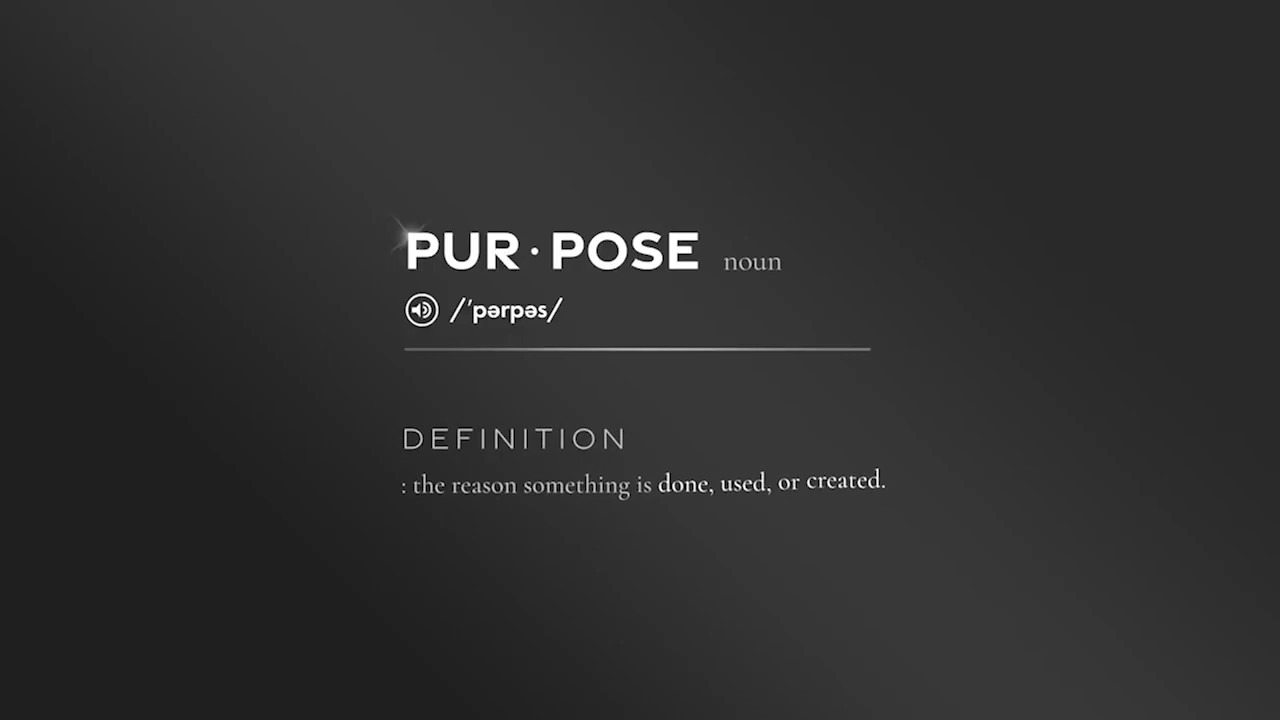 PUR·POSE noun
/ˈpərpəs/
DEFINITION
: the reason something is done, used, or created.